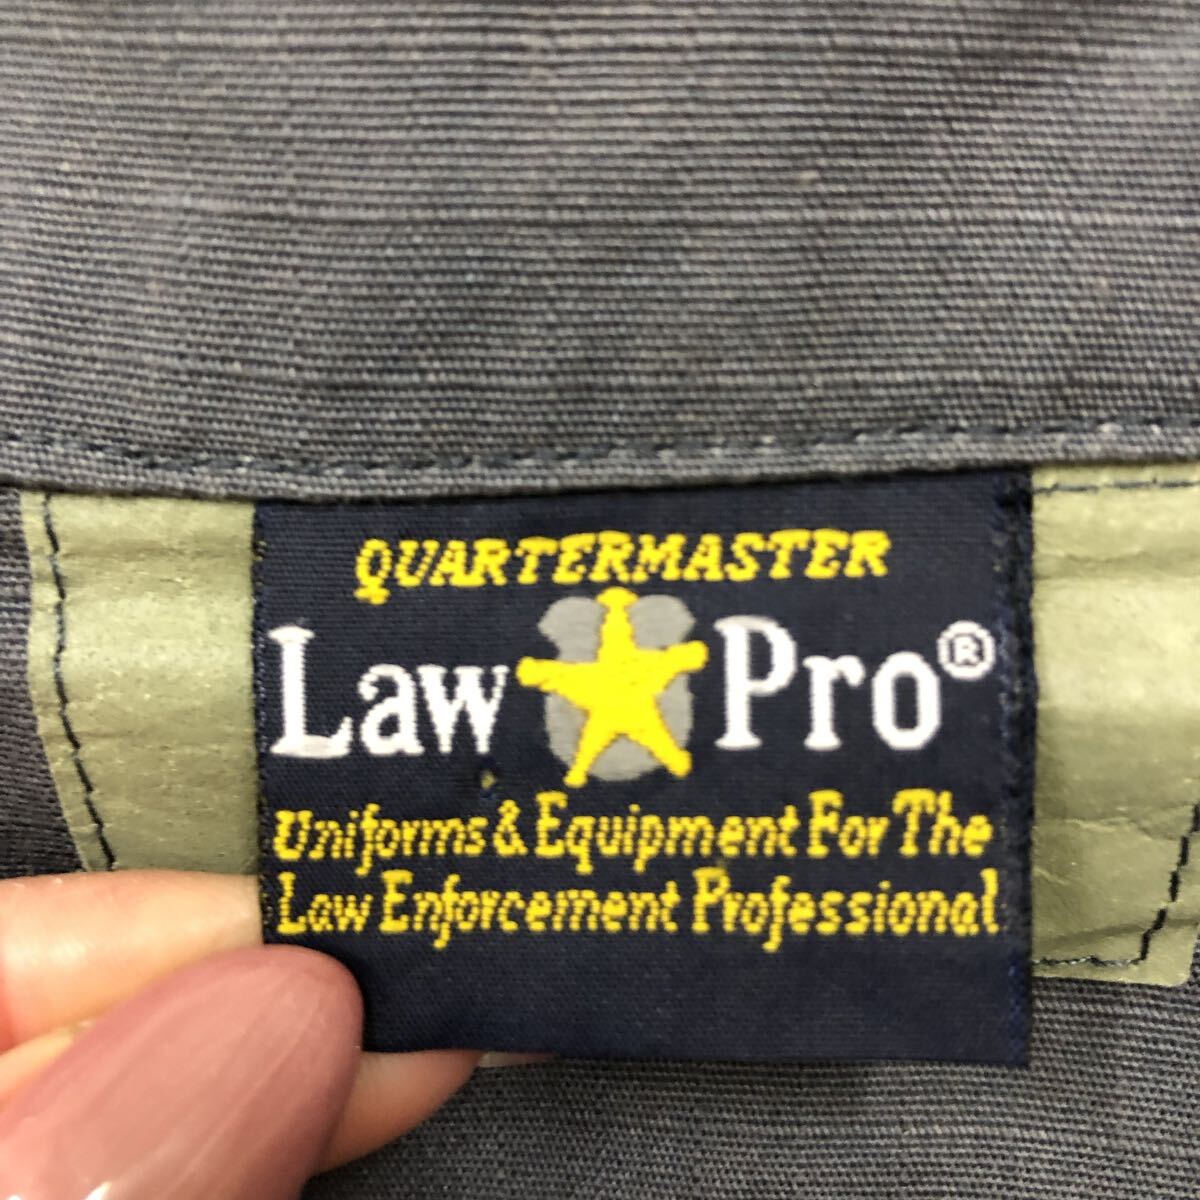 QUARTERMASTER
Law Pro®
Uniforms & Equipment For The
Law Enforcement Professional